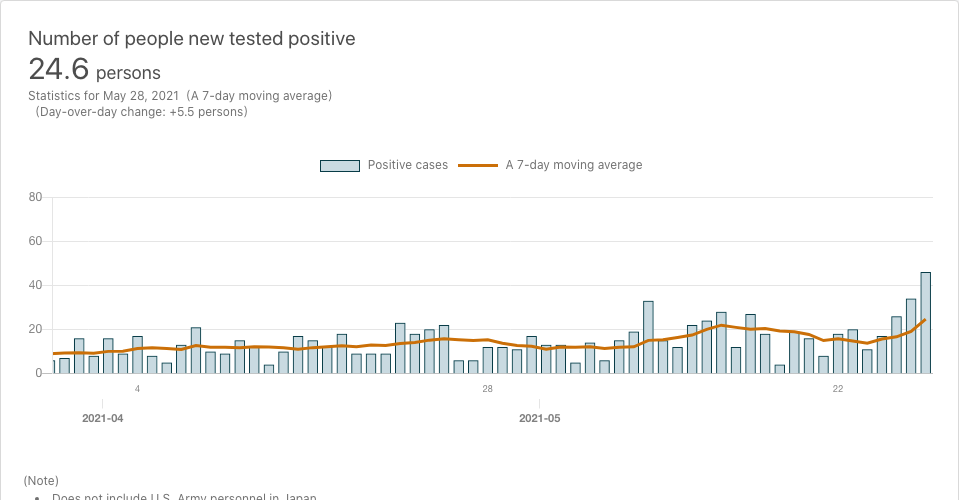 Number of people new tested positive
24.6 persons
Statistics for May 28, 2021 (A 7-day moving average)
(Day-over-day change: +5.5 persons)
Positive cases A 7-day moving average
80
60
40
20
0
4 28 22
2021-04 2021-05
(Note)
• Does not include U.S. Army personnel in Japan